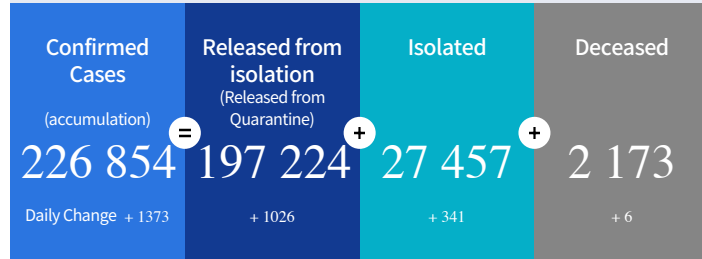 Confirmed
Cases
(accumulation)
226 854
Daily Change + 1373
=
Released from
isolation
(Released from
Quarantine)
197 224
+ 1026
+
Isolated
27 457
+ 341
+
Deceased
2 173
+ 6